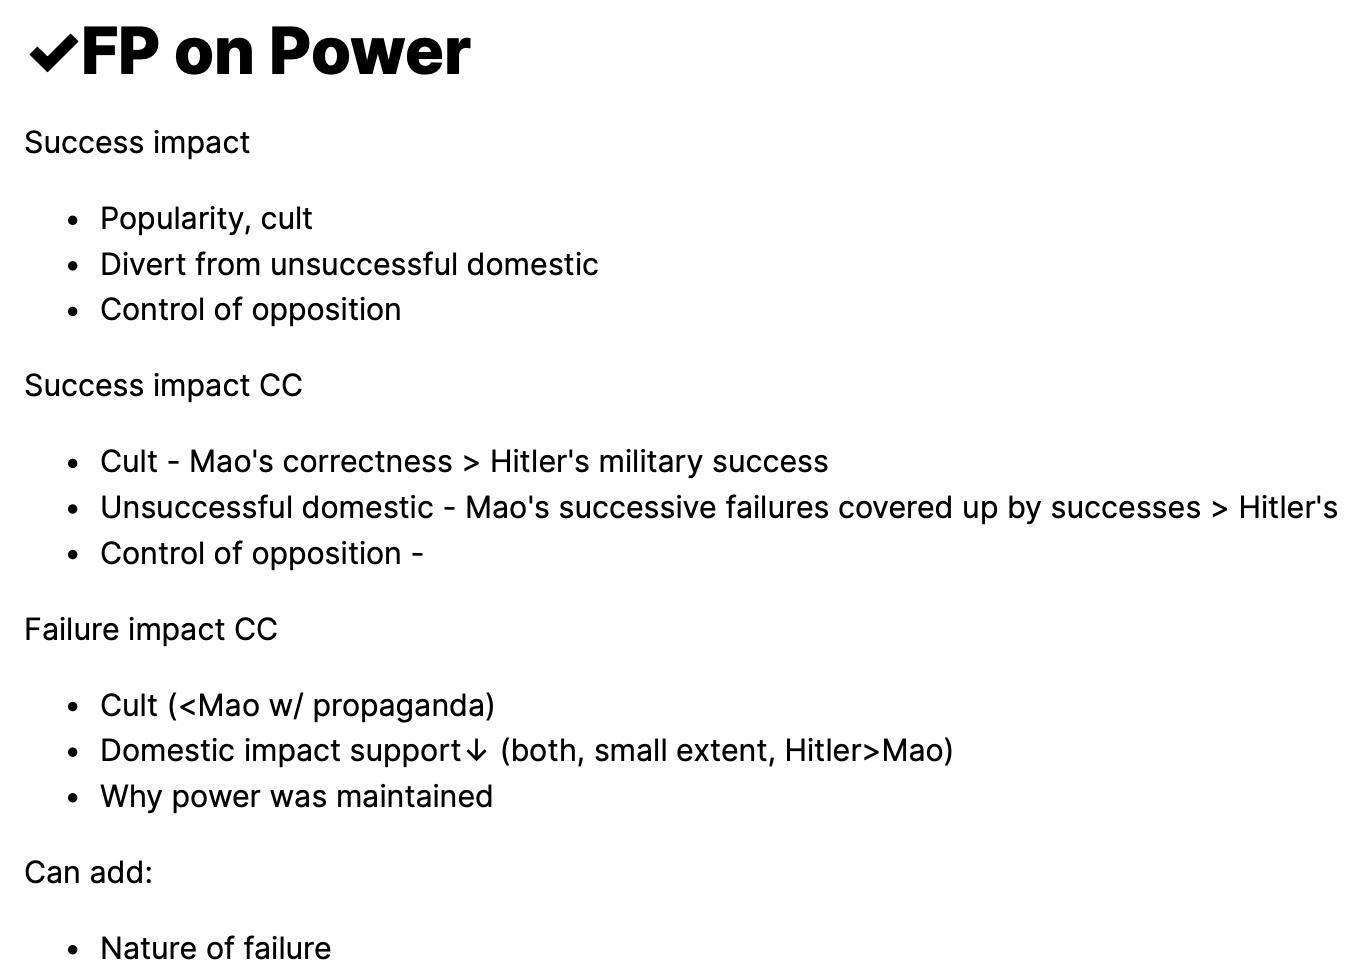 ✓FP on Power
Success impact
• Popularity, cult
• Divert from unsuccessful domestic
• Control of opposition
Success impact CC
• Cult - Mao's correctness > Hitler's military success
• Unsuccessful domestic - Mao's successive failures covered up by successes > Hitler's
• Control of opposition -
Failure impact CC
• Cult (<Mao w/ propaganda)
• Domestic impact support↓ (both, small extent, Hitler>Mao)
• Why power was maintained
Can add:
• Nature of failure